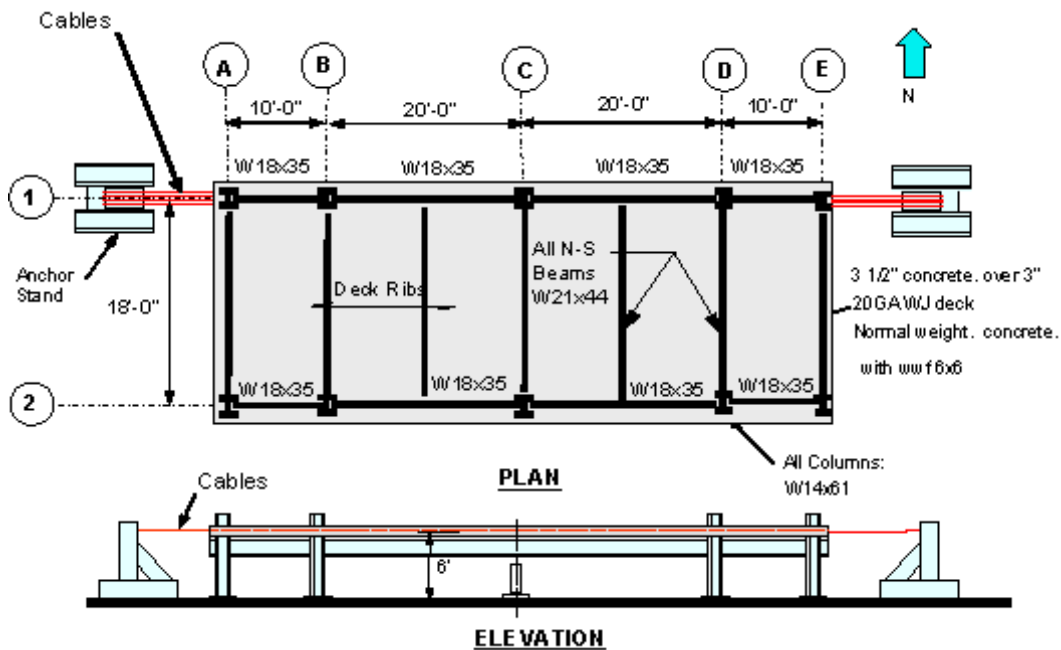 Cables
A
B
C
D
E
N
10'-0"
20'-0"
20'-0"
10'-0"
W18x35
W18x35
W18x35
W18x35
1
Anchor
Stand
18'-0"
Deck Ribs
All N-S
Beams
W21x44
3 1/2" concrete. over 3"
20GA WJ deck
Normal weight. concrete.
with wwf 6x6
2
W18x35
W18x35
W18x35
W18x35
All Columns:
W14x61
PLAN
Cables
6'
ELEVATION